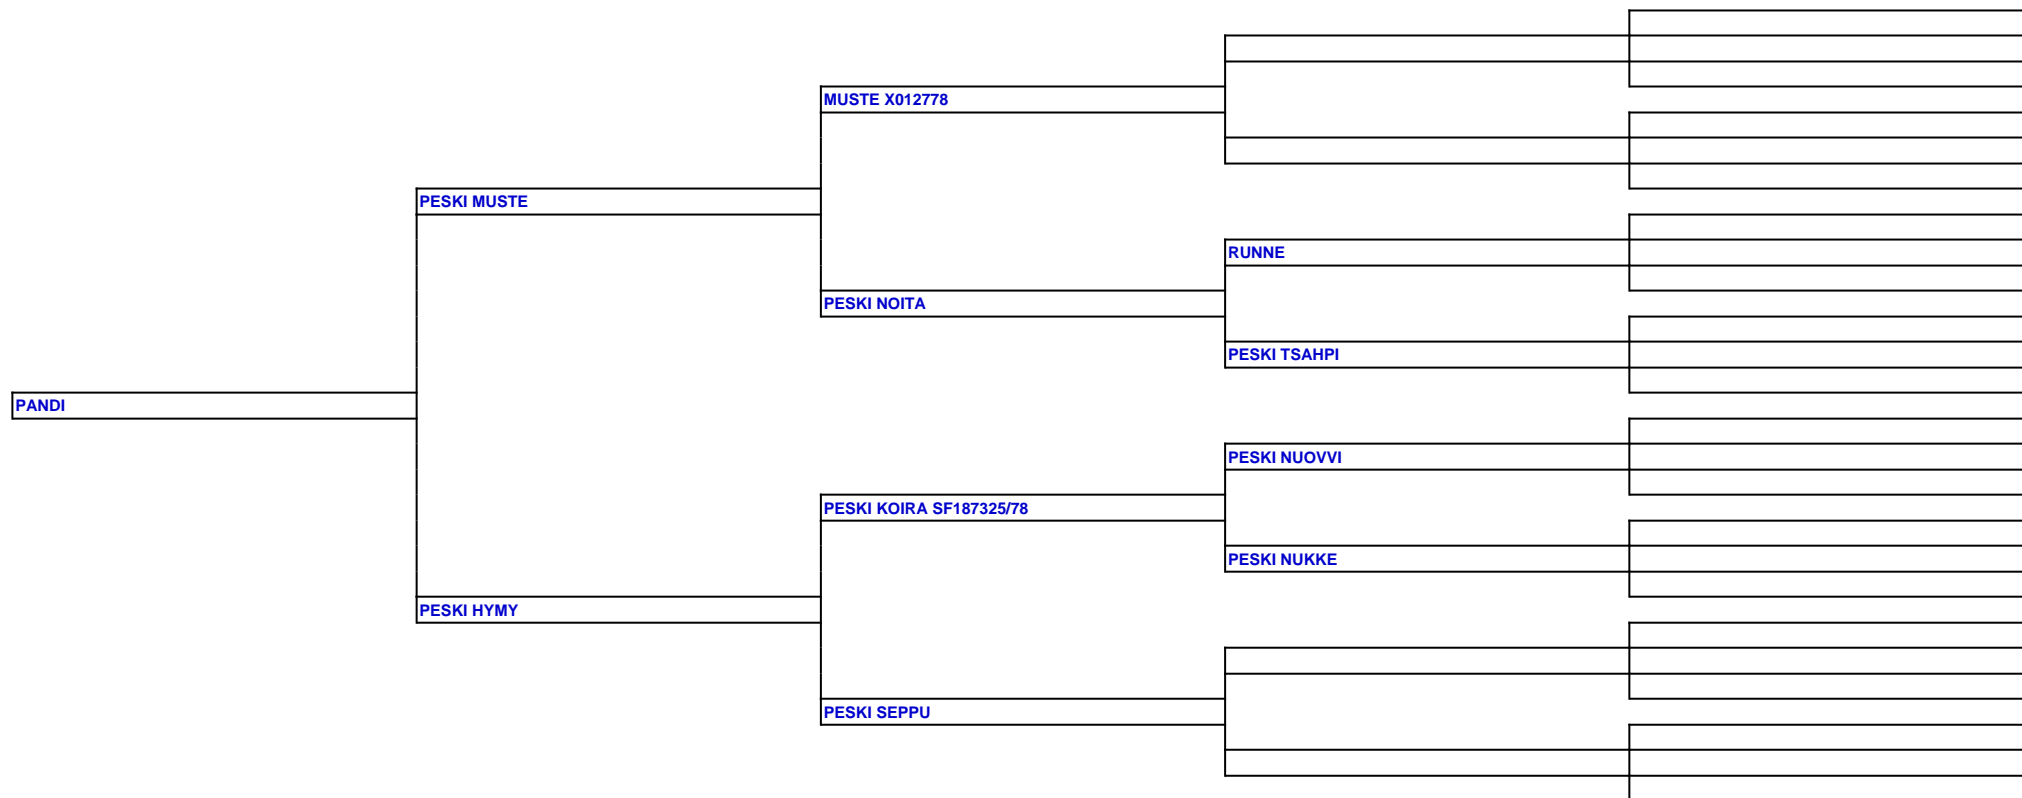 MUSTE X012778
PESKI MUSTE
RUNNE
PESKI NOITA
PESKI TSAHPI
PANDI
PESKI NUOVVI
PESKI KOIRA SF187325/78
PESKI NUKKE
PESKI HYMY
PESKI SEPPU